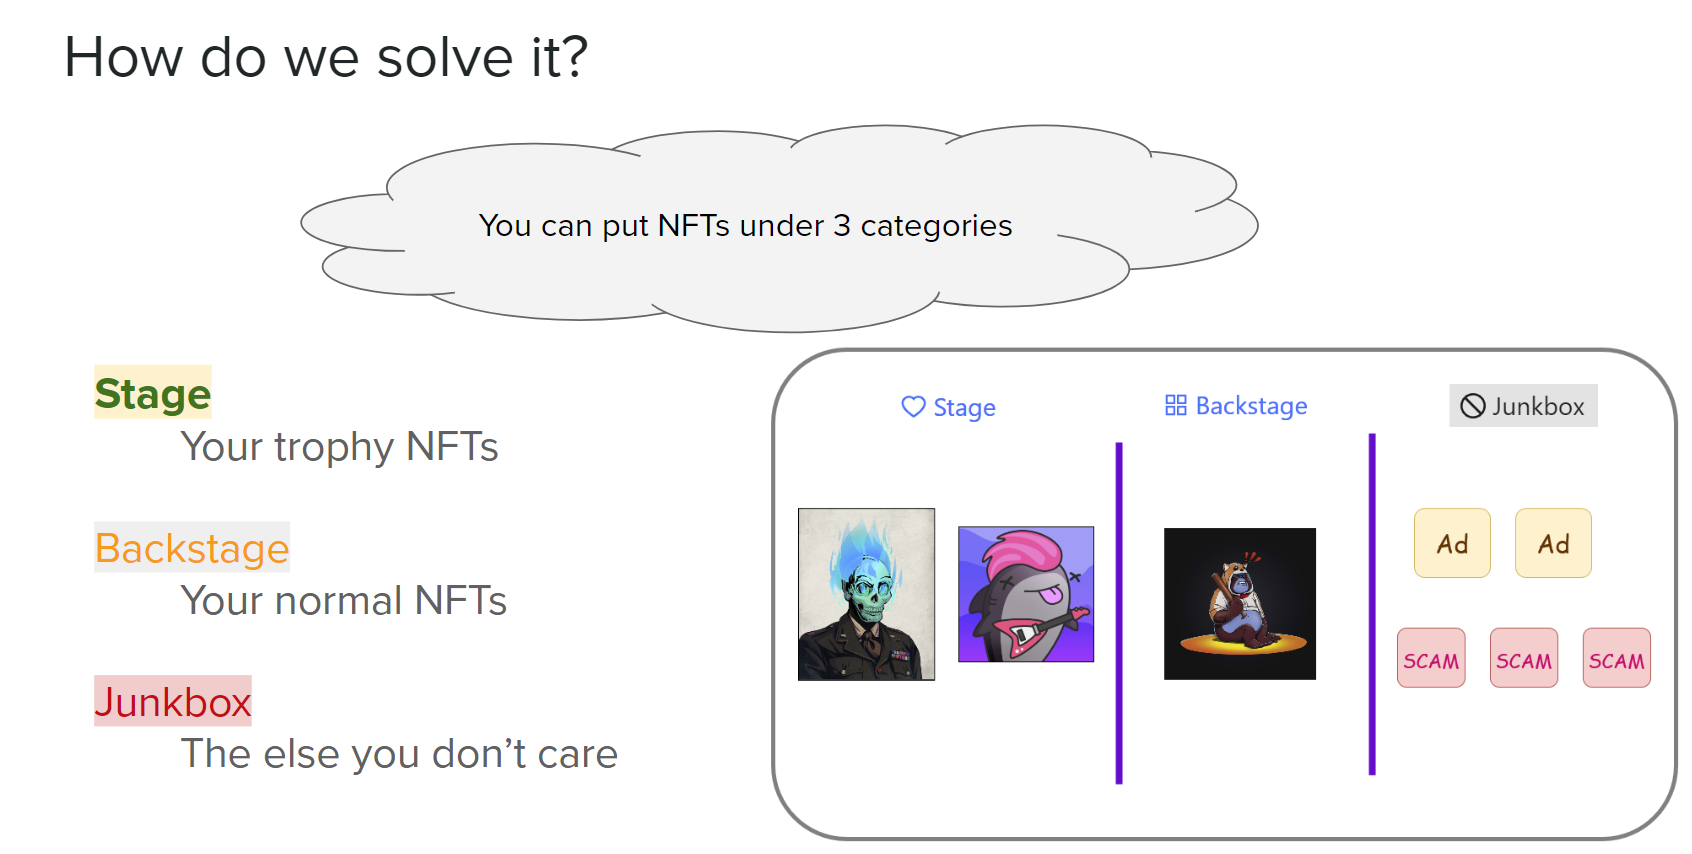 How do we solve it?
You can put NFTs under 3 categories
Stage
Your trophy NFTs
Backstage
Your normal NFTs
Junkbox
The else you don’t care
Stage Backstage Junkbox
Ad Ad
SCAM SCAM SCAM